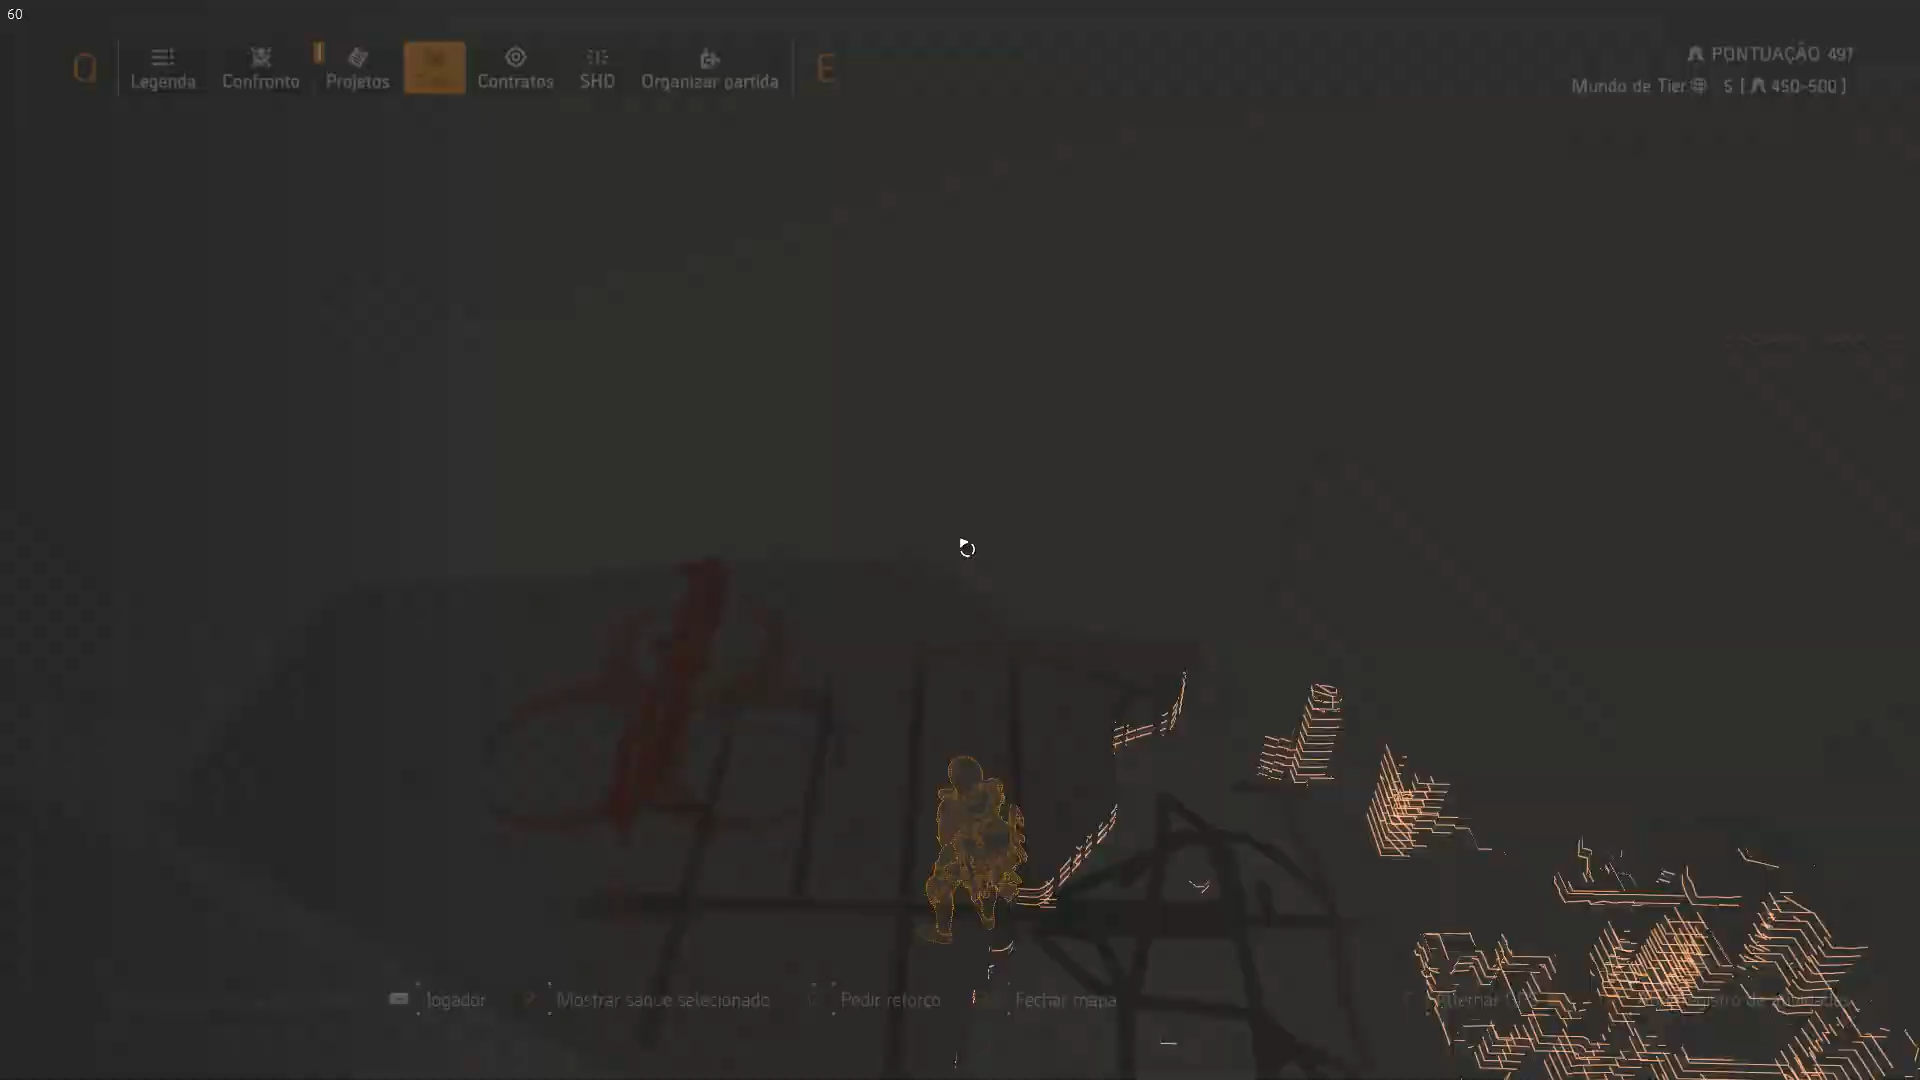 60
Q
Legenda
Confronto
Projetos
Contratos
SHD
Organizar partida
E
PONTUAÇÃO 497
Mundo de Tier 5 [ 450-500 ]
Jogador
Mostrar saque selecionado
Pedir reforço
Fechar mapa